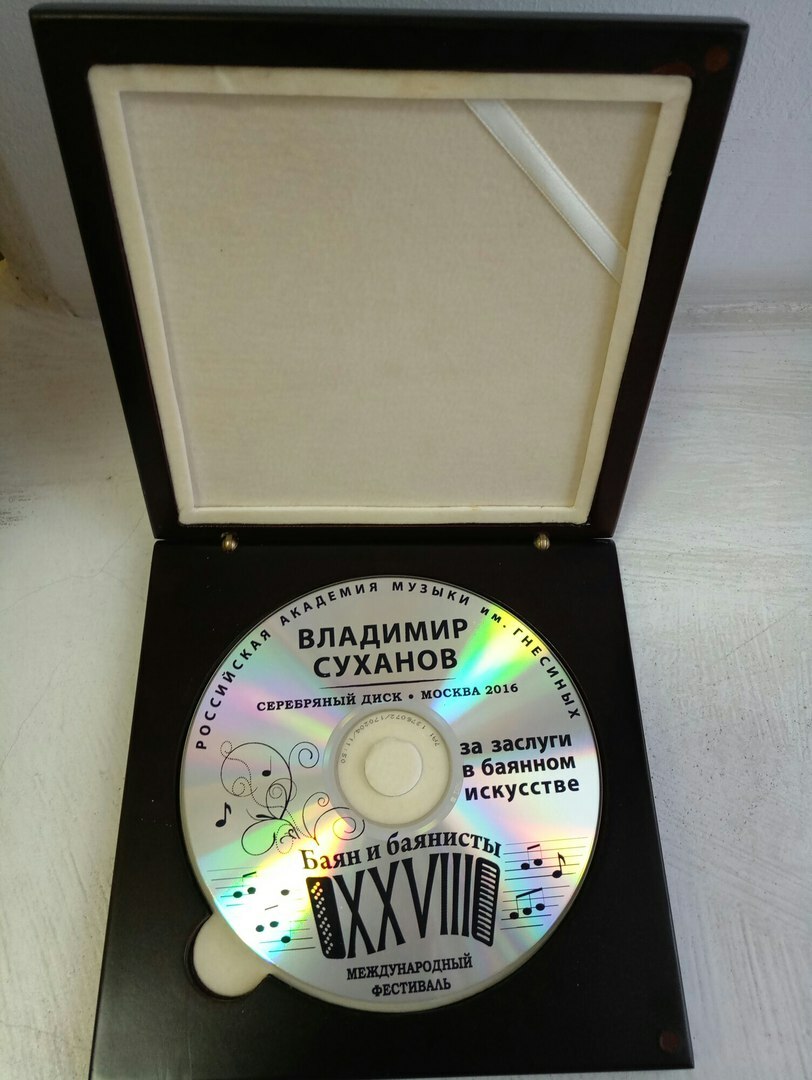 РОССИЙСКАЯ АКАДЕМИЯ МУЗЫКИ им. ГНЕСИНЫХ
ВЛАДИМИР
СУХАНОВ
СЕРЕБРЯНЫЙ ДИСК • МОСКВА 2016
за заслуги
в баянном
искусстве
Баян и баянисты
XXVIII
МЕЖДУНАРОДНЫЙ
ФЕСТИВАЛЬ